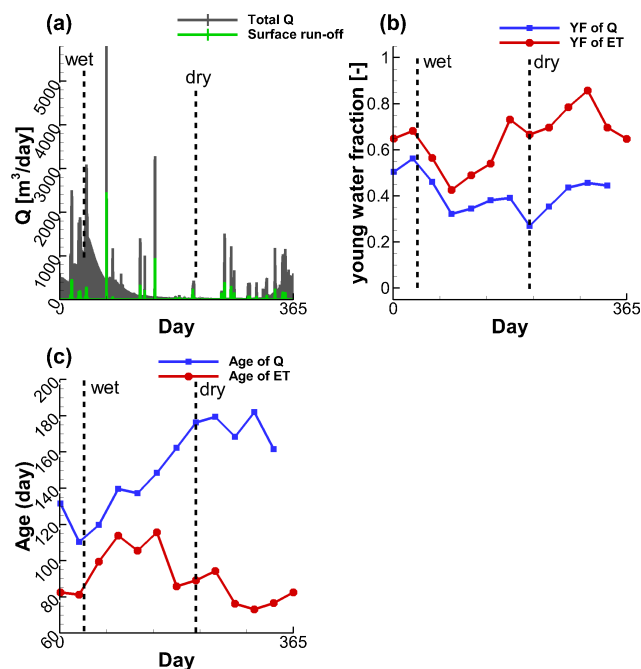 (a)
Total Q
Surface run-off
wet
dry
Q [m³/day]
5000
4000
3000
2000
1000
0
0
365
Day
(b)
YF of Q
YF of ET
wet
dry
young water fraction [-]
1
0.8
0.6
0.4
0.2
0
0
365
Day
(c)
Age of Q
Age of ET
wet
dry
Age (day)
200
180
160
140
120
100
80
60
0
365
Day